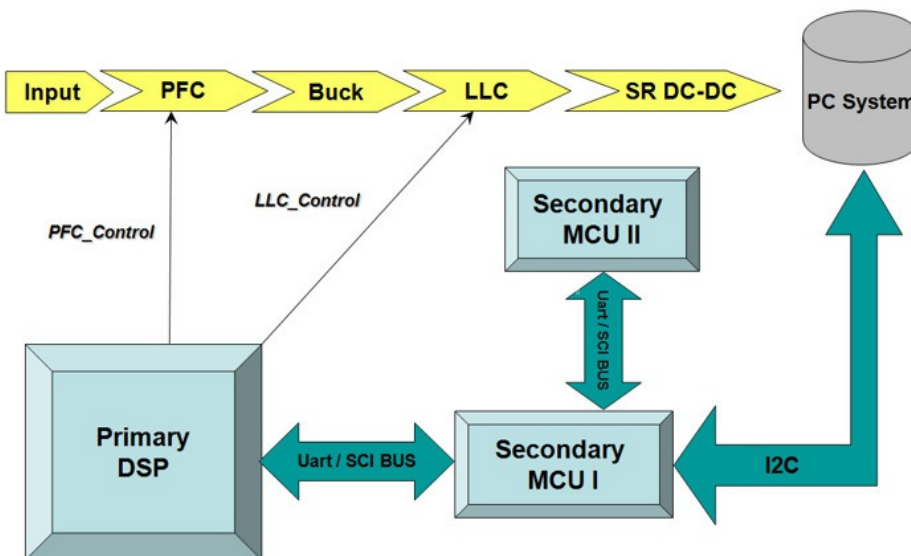 Input
PFC
Buck
LLC
SR DC-DC
PC System
LLC_Control
PFC_Control
Secondary
MCU II
Uart / SCI BUS
Primary
DSP
Uart / SCI BUS
Secondary
MCU I
I2C